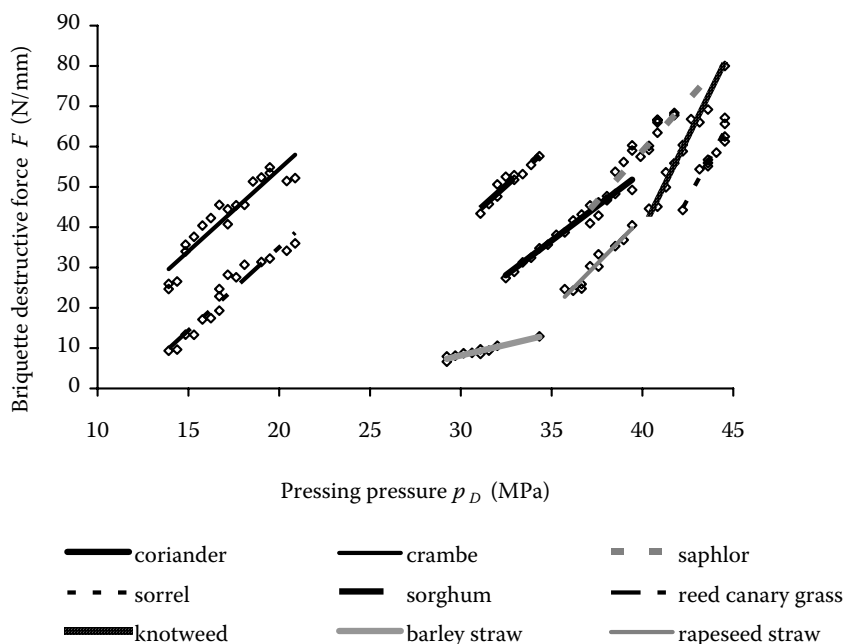 Briquette destructive force F (N/mm)
90
80
70
60
50
40
30
20
10
0
10 15 20 25 30 35 40 45
Pressing pressure p D (MPa)
coriander crambe saphlor
sorrel sorghum reed canary grass
knotweed barley straw rapeseed straw